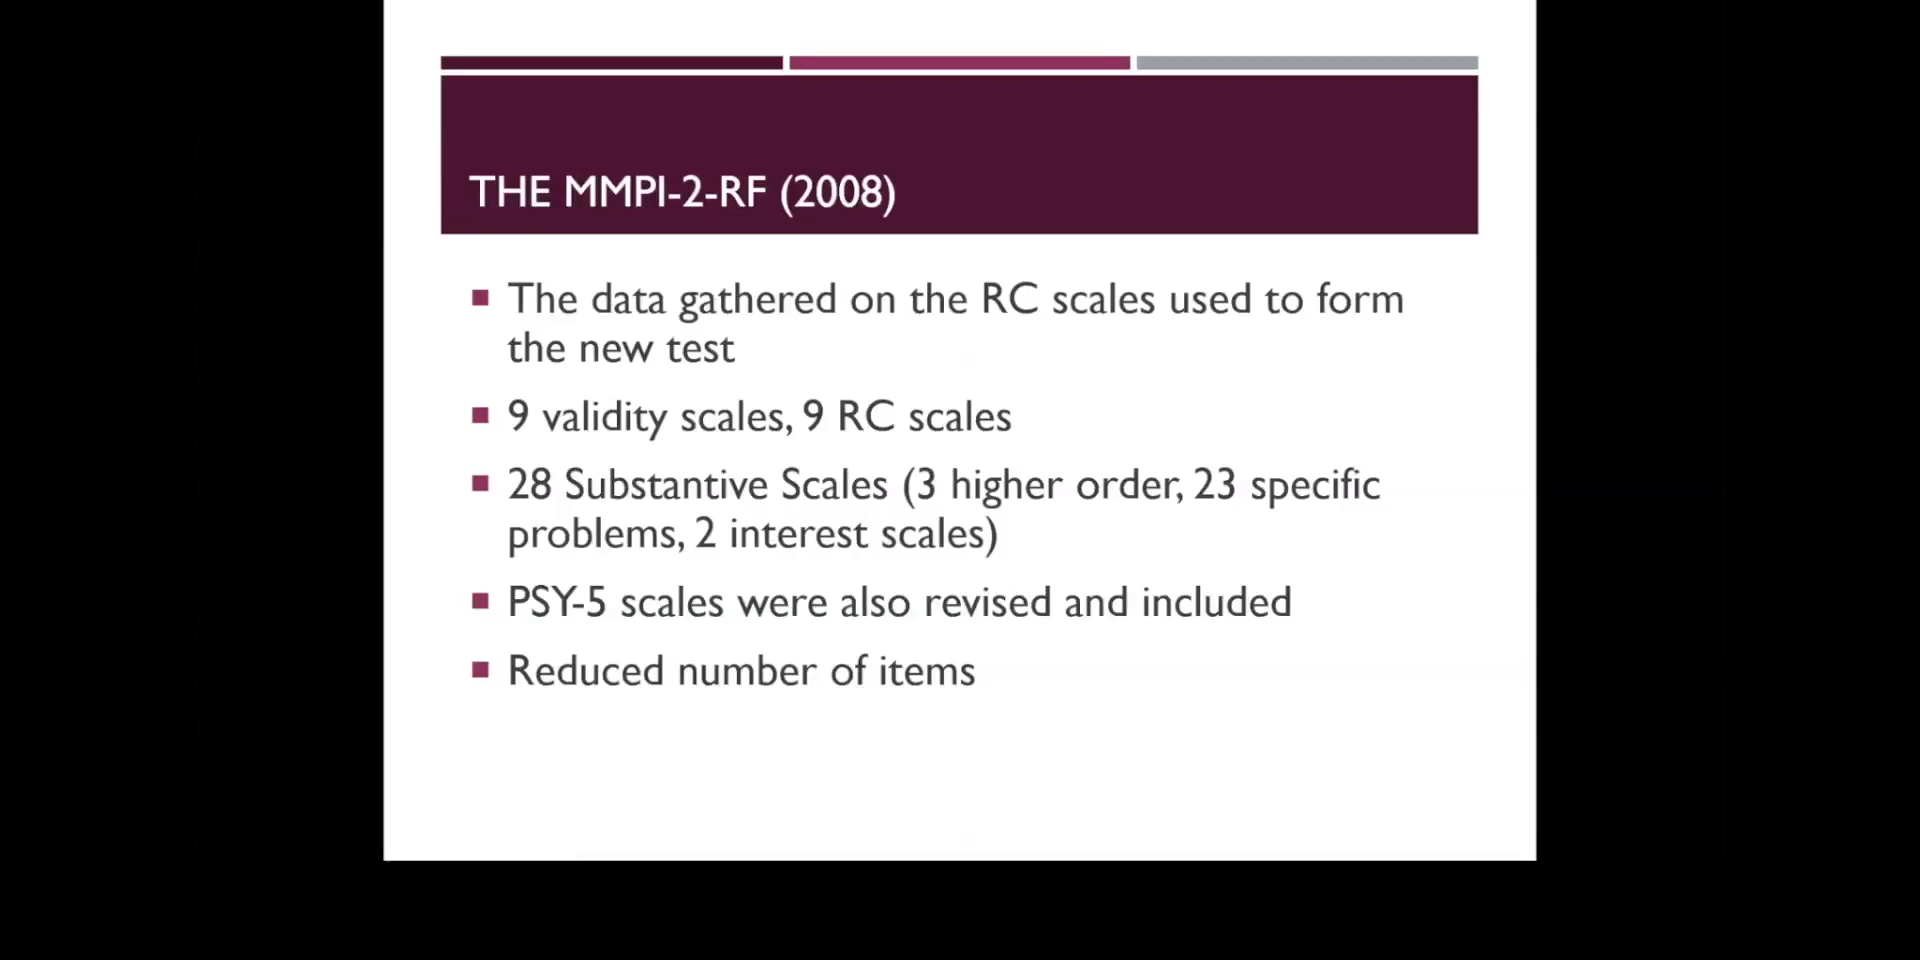 THE MMPI-2-RF (2008)
The data gathered on the RC scales used to form
the new test
9 validity scales, 9 RC scales
28 Substantive Scales (3 higher order, 23 specific
problems, 2 interest scales)
PSY-5 scales were also revised and included
Reduced number of items